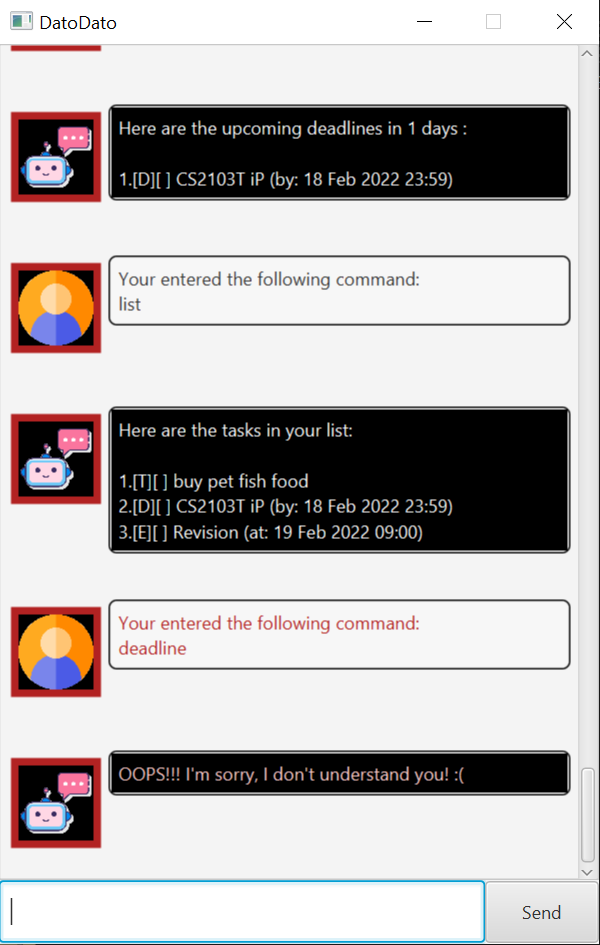 DatoDato
Here are the upcoming deadlines in 1 days :
1.[D][ ] CS2103T iP (by: 18 Feb 2022 23:59)
Your entered the following command:
list
Here are the tasks in your list:
1.[T][ ] buy pet fish food
2.[D][ ] CS2103T iP (by: 18 Feb 2022 23:59)
3.[E][ ] Revision (at: 19 Feb 2022 09:00)
Your entered the following command:
deadline
OOPS!!! I'm sorry, I don't understand you! :(
Send